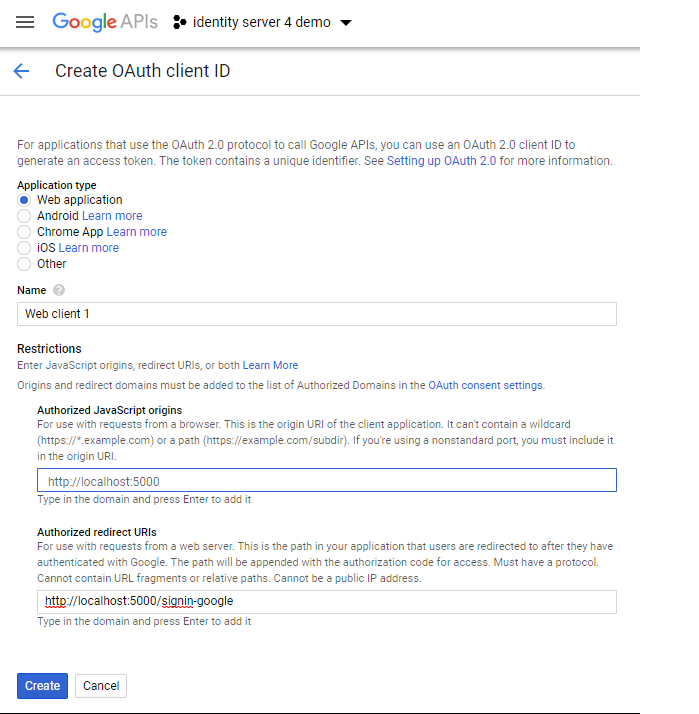 Google APIs identity server 4 demo
Create OAuth client ID
For applications that use the OAuth 2.0 protocol to call Google APIs, you can use an OAuth 2.0 client ID to
generate an access token. The token contains a unique identifier. See Setting up OAuth 2.0 for more information.
Application type
Web application
Android Learn more
Chrome App Learn more
iOS Learn more
Other
Name ?
Web client 1
Restrictions
Enter JavaScript origins, redirect URIs, or both Learn More
Origins and redirect domains must be added to the list of Authorized Domains in the OAuth consent settings.
Authorized JavaScript origins
For use with requests from a browser. This is the origin URI of the client application. It can't contain a wildcard
(https://*.example.com) or a path (https://example.com/subdir). If you're using a nonstandard port, you must include it
in the origin URI.
http://localhost:5000
Type in the domain and press Enter to add it
Authorized redirect URIs
For use with requests from a web server. This is the path in your application that users are redirected to after they have
authenticated with Google. The path will be appended with the authorization code for access. Must have a protocol.
Cannot contain URL fragments or relative paths. Cannot be a public IP address.
http://localhost:5000/signin-google
Type in the domain and press Enter to add it
Create Cancel